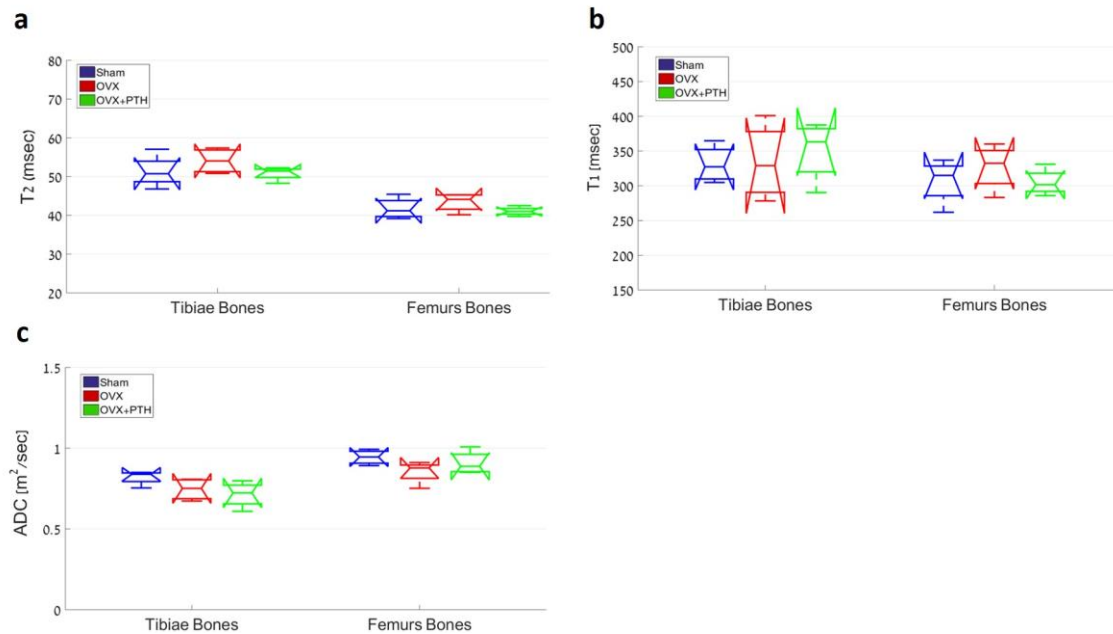 a
T2 (msec)
80
70
60
50
40
30
20
Sham
OVX
OVX+PTH
Tibiae Bones
Femurs Bones
b
T1 [msec]
500
450
400
350
300
250
200
150
Sham
OVX
OVX+PTH
Tibiae Bones
Femurs Bones
c
ADC [m²/sec]
1.5
1
0.5
0
Sham
OVX
OVX+PTH
Tibiae Bones
Femurs Bones